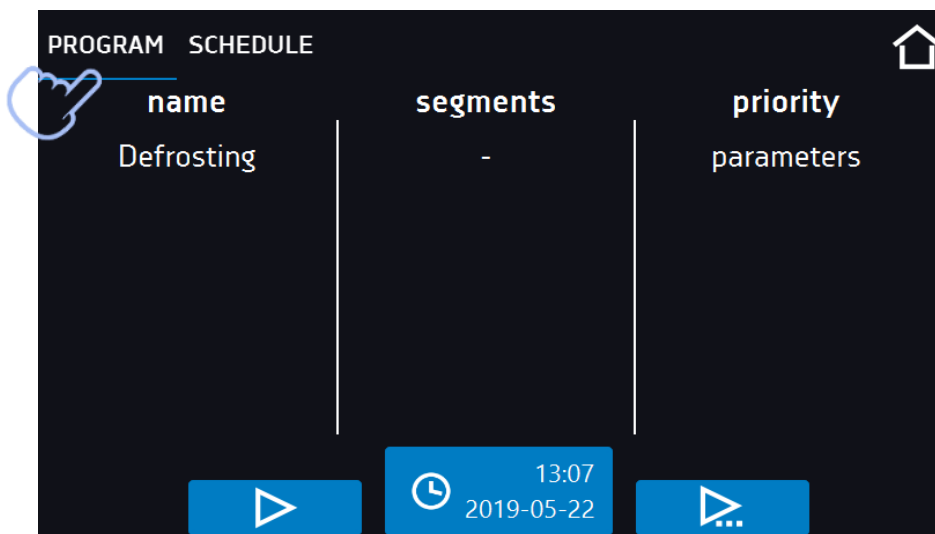 PROGRAM SCHEDULE
name segments priority
Defrosting - parameters
13:07
2019-05-22